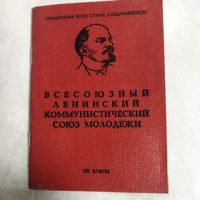 ПРОЛЕТАРИИ ВСЕХ СТРАН, СОЕДИНЯЙТЕСЬ!
ВСЕСОЮЗНЫЙ
ЛЕНИНСКИЙ
КОММУНИСТИЧЕСКИЙ
СОЮЗ МОЛОДЕЖИ
ЦК ВЛКСМ